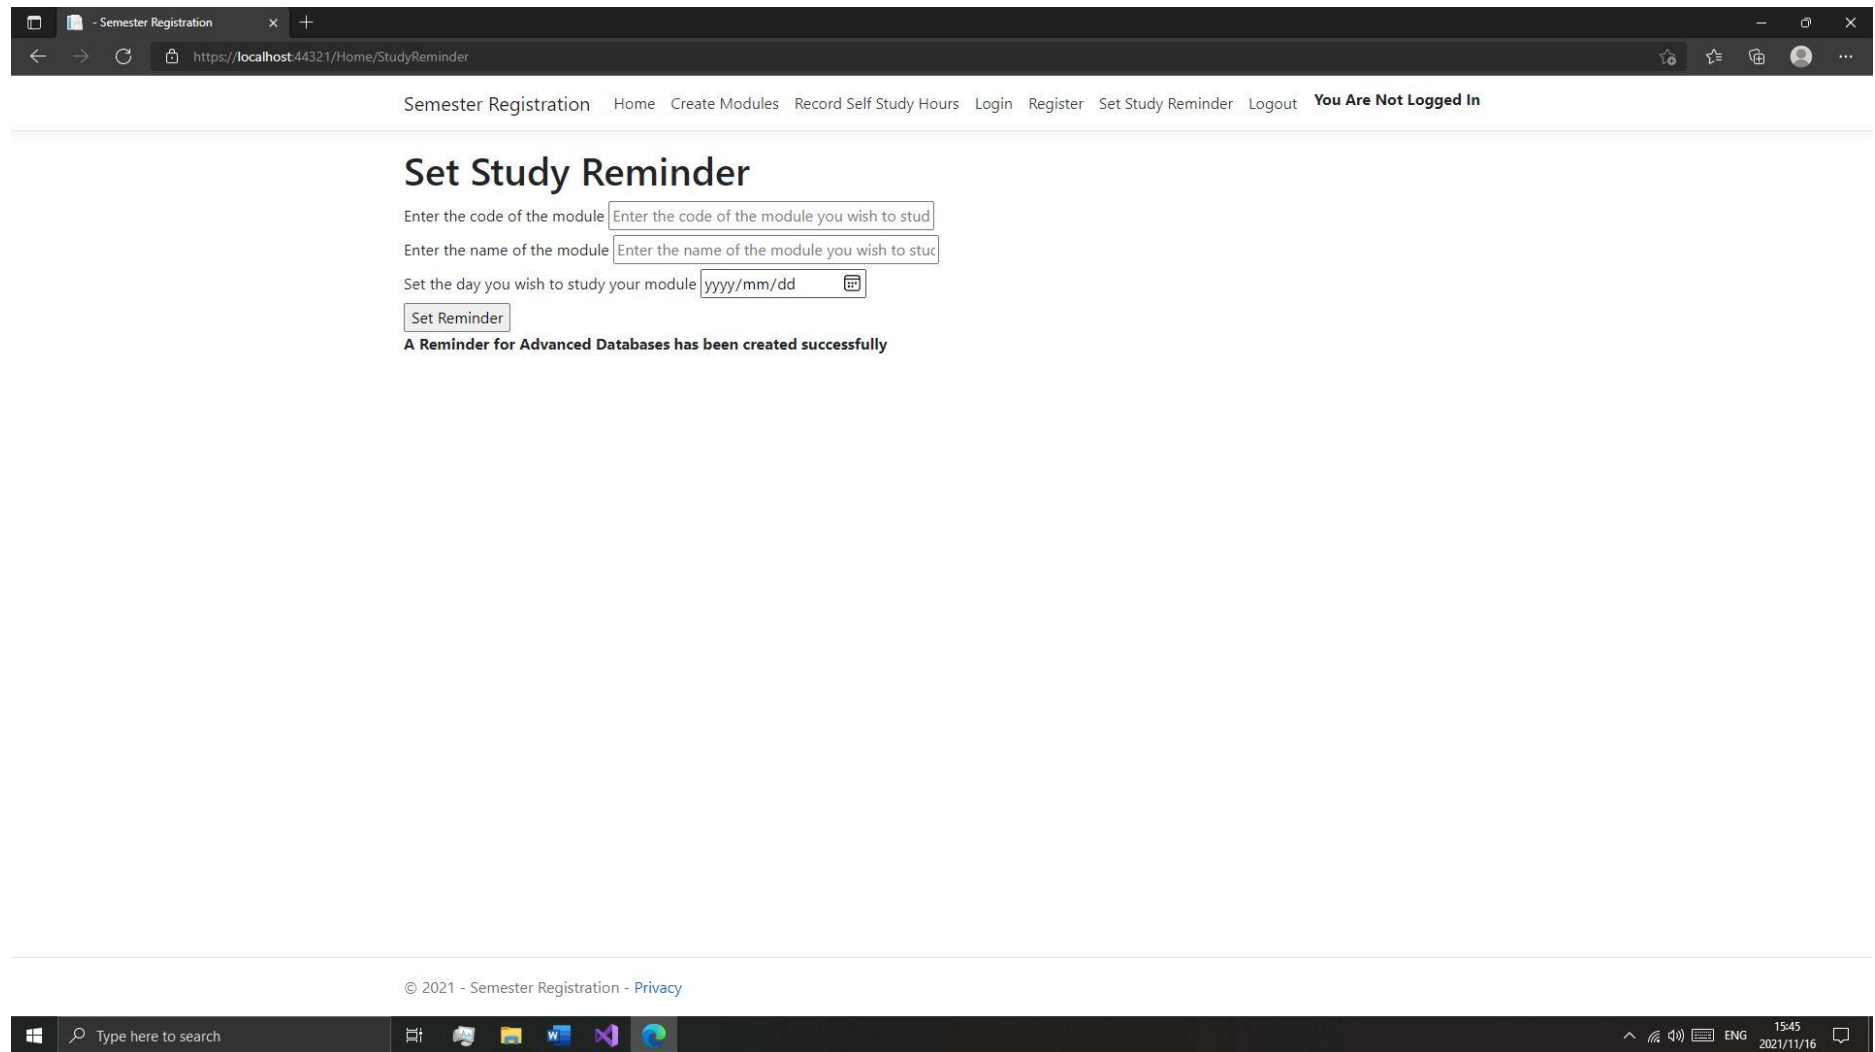 - Semester Registration
https://localhost:44321/Home/StudyReminder
Semester Registration Home Create Modules Record Self Study Hours Login Register Set Study Reminder Logout You Are Not Logged In
Set Study Reminder
Enter the code of the module Enter the code of the module you wish to stud
Enter the name of the module Enter the name of the module you wish to stud
Set the day you wish to study your module yyyy/mm/dd
Set Reminder
A Reminder for Advanced Databases has been created successfully
© 2021 - Semester Registration - Privacy
Type here to search
ENG
15:45
2021/11/16